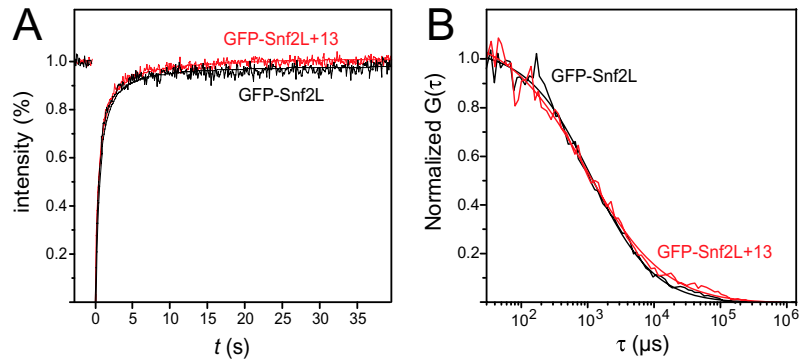 A
GFP-Snf2L+13
GFP-Snf2L
intensity (%)
1.0
0.8
0.6
0.4
0.2
0 5 10 15 20 25 30 35
t (s)
B
GFP-Snf2L
GFP-Snf2L+13
Normalized G(τ)
1.0
0.8
0.6
0.4
0.2
10² 10³ 10⁴ 10⁵ 10⁶
τ (µs)